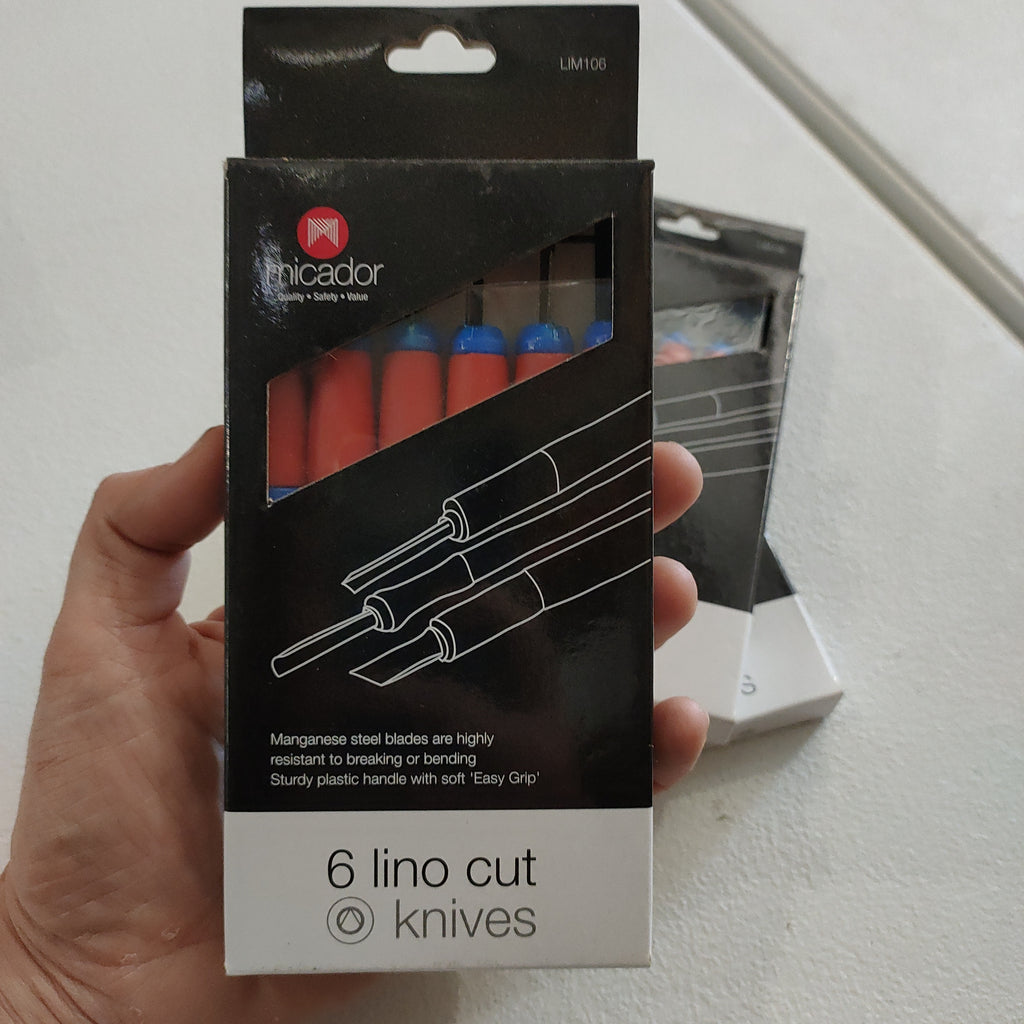 LIM106
micador
Quality • Safety • Value
Manganese steel blades are highly
resistant to breaking or bending
Sturdy plastic handle with soft 'Easy Grip'
6 lino cut
knives